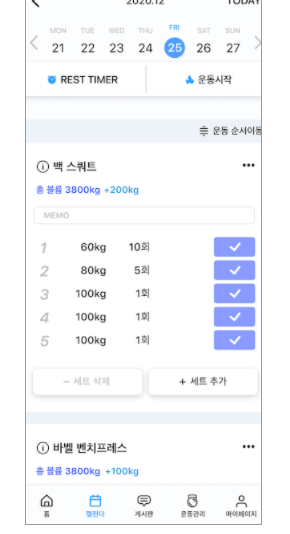 2020.12 TODAY
MON TUE WED THU FRI SAT SUN
21 22 23 24 25 26 27
REST TIMER 운동시작
운동 순서이동
백 스쿼트
총 볼륨 3800kg +200kg
MEMO
1 60kg 10회
2 80kg 5회
3 100kg 1회
4 100kg 1회
5 100kg 1회
− 세트 삭제 + 세트 추가
바벨 벤치프레스
총 볼륨 3800kg +100kg
홈 캘린더 게시판 운동관리 마이페이지